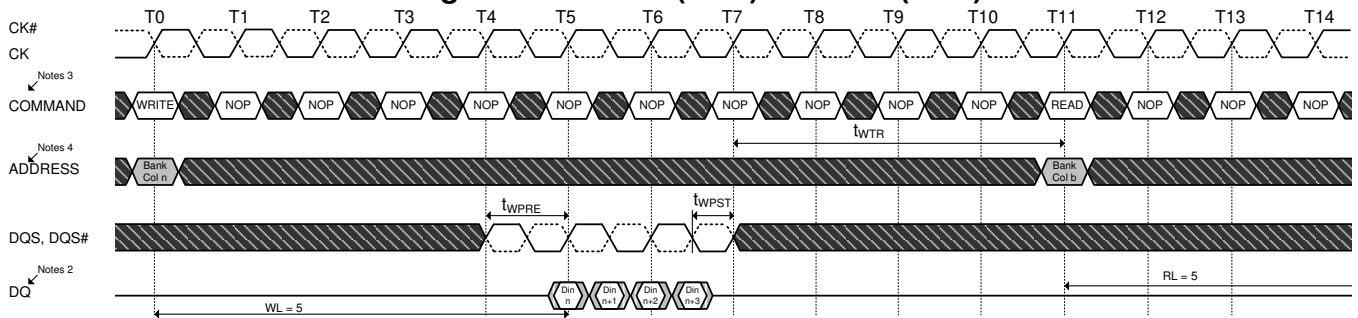 T0 T1 T2 T3 T4 T5 T6 T7 T8 T9 T10 T11 T12 T13 T14
CK#
CK
Notes 3
COMMAND WRITE NOP NOP NOP NOP NOP NOP NOP NOP NOP NOP READ NOP NOP NOP
tWTR
Notes 4
ADDRESS
Bank
Col n
Bank
Col b
tWPRE tWPST
DQS, DQS#
Notes 2
DQ
Din
n
Din
n+1
Din
n+2
Din
n+3
RL = 5
WL = 5